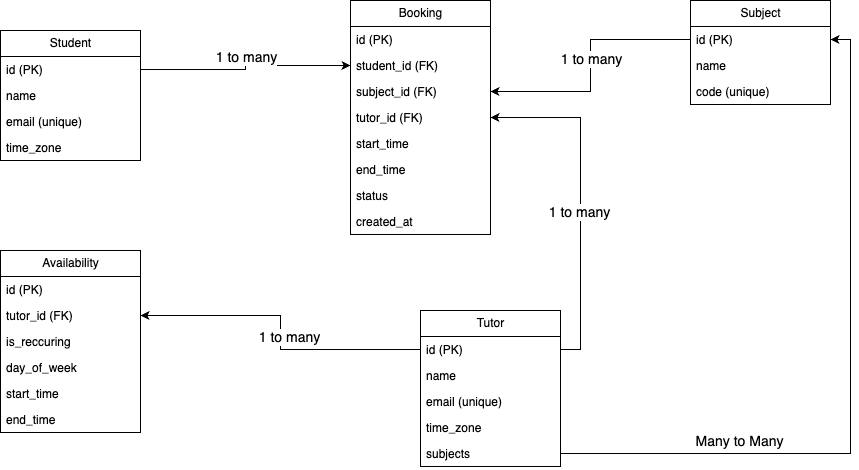 Student
id (PK)
name
email (unique)
time_zone
1 to many
Booking
id (PK)
student_id (FK)
subject_id (FK)
tutor_id (FK)
start_time
end_time
status
created_at
1 to many
Subject
id (PK)
name
code (unique)
1 to many
Availability
id (PK)
tutor_id (FK)
is_reccuring
day_of_week
start_time
end_time
1 to many
Tutor
id (PK)
name
email (unique)
time_zone
subjects
Many to Many